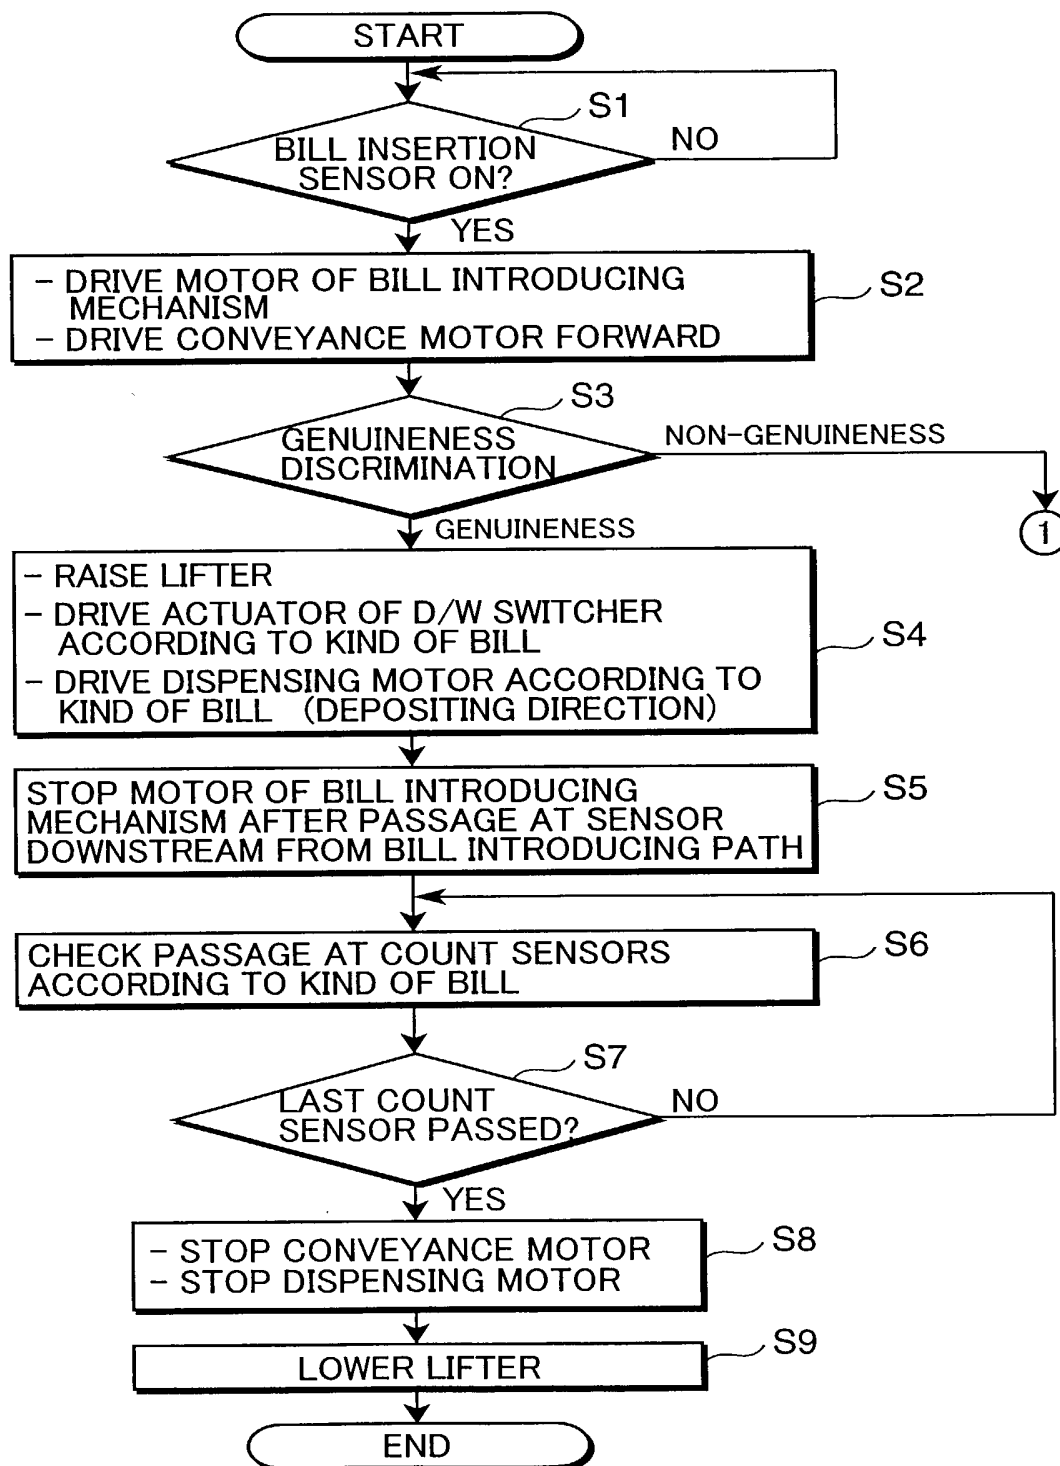 START
S1
BILL INSERTION
SENSOR ON?
NO
YES
– DRIVE MOTOR OF BILL INTRODUCING
MECHANISM
– DRIVE CONVEYANCE MOTOR FORWARD
S2
S3
GENUINENESS
DISCRIMINATION
NON-GENUINENESS
1
GENUINENESS
– RAISE LIFTER
– DRIVE ACTUATOR OF D/W SWITCHER
ACCORDING TO KIND OF BILL
– DRIVE DISPENSING MOTOR ACCORDING TO
KIND OF BILL (DEPOSITING DIRECTION)
S4
STOP MOTOR OF BILL INTRODUCING
MECHANISM AFTER PASSAGE AT SENSOR
DOWNSTREAM FROM BILL INTRODUCING PATH
S5
CHECK PASSAGE AT COUNT SENSORS
ACCORDING TO KIND OF BILL
S6
S7
LAST COUNT
SENSOR PASSED?
NO
YES
– STOP CONVEYANCE MOTOR
– STOP DISPENSING MOTOR
S8
LOWER LIFTER
S9
END